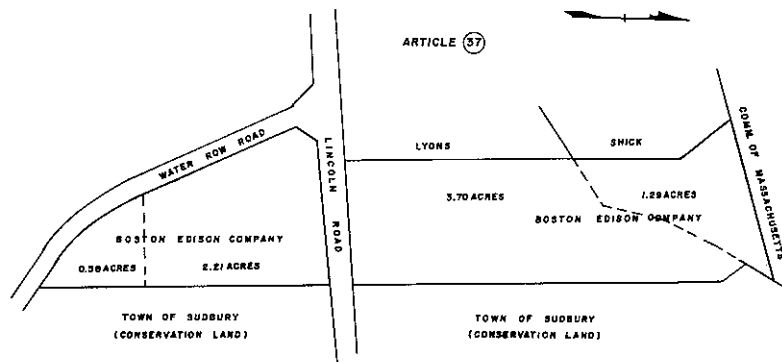 ARTICLE 37
WATER ROW ROAD
LINCOLN ROAD
LYONS
SHICK
COMM. OF MASSACHUSETTS
3.70 ACRES
1.29 ACRES
BOSTON EDISON COMPANY
BOSTON EDISON COMPANY
0.38 ACRES
2.21 ACRES
TOWN OF SUDBURY
(CONSERVATION LAND)
TOWN OF SUDBURY
(CONSERVATION LAND)